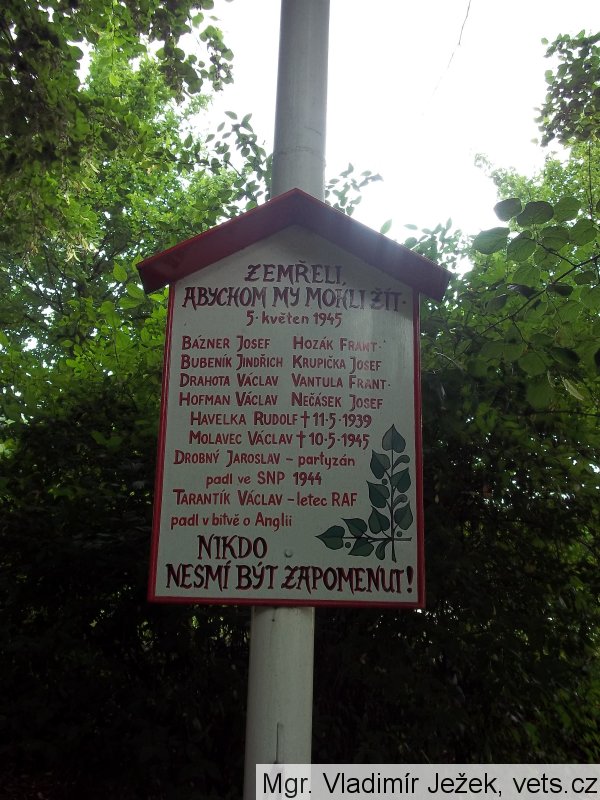 ZEMŘELI,
ABYCHOM MY MOHLI ŽÍT.
5. květen 1945
BÁZNER JOSEF HOZÁK FRANT.
BUBENÍK JINDŘICH KRUPIČKA JOSEF
DRAHOTA VÁCLAV VANTULA FRANT.
HOFMAN VÁCLAV NEČÁSEK JOSEF
HAVELKA RUDOLF † 11.5.1939
MOLAVEC VÁCLAV † 10.5.1945
DROBNÝ JAROSLAV – partyzán
padl ve SNP 1944
TARANTÍK VÁCLAV – letec RAF
padl v bitvě o Anglii
NIKDO
NESMÍ BÝT ZAPOMENUT!
Mgr. Vladimír Ježek, vets.cz